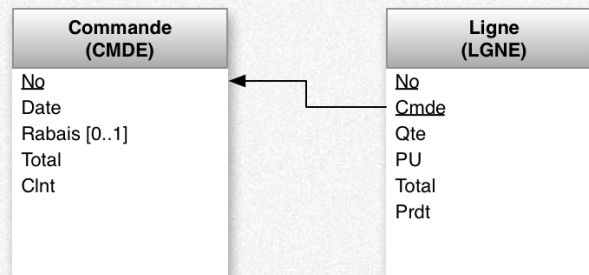 Commande
(CMDE)
No
Date
Rabais [0..1]
Total
Clnt
Ligne
(LGNE)
No
Cmde
Qte
PU
Total
Prdt